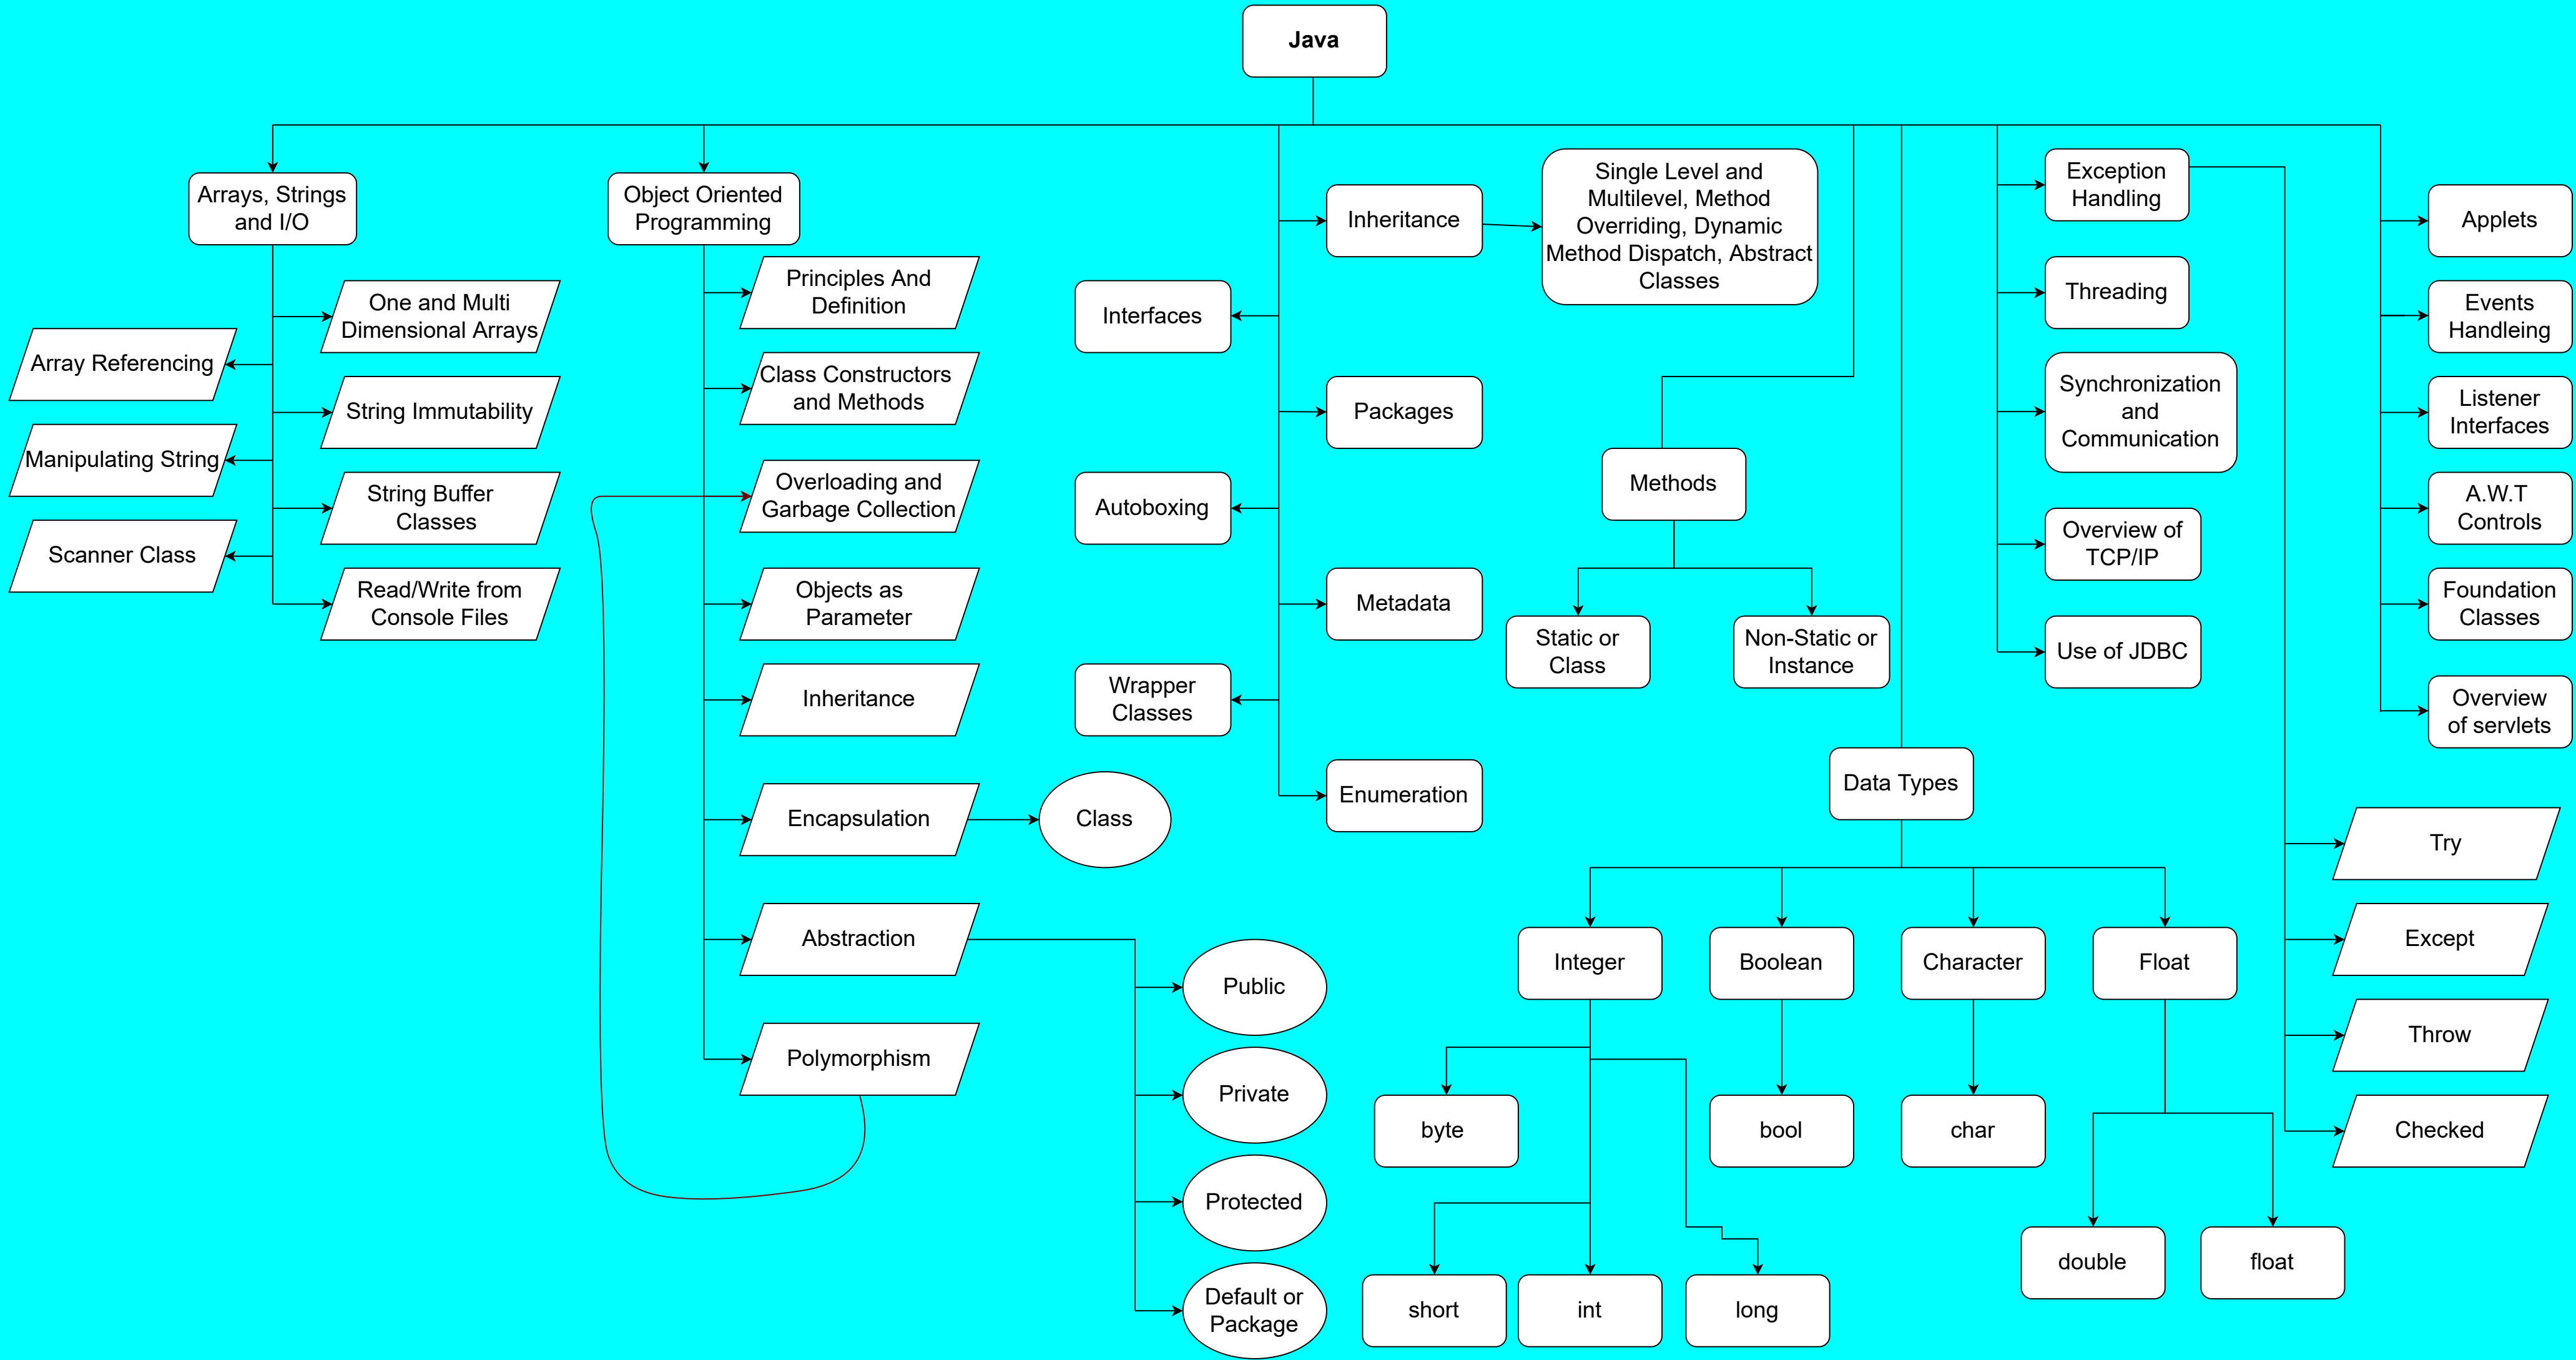 Java
Arrays, Strings
and I/O
One and Multi
Dimensional Arrays
Array Referencing
String Immutability
Manipulating String
String Buffer
Classes
Scanner Class
Read/Write from
Console Files
Object Oriented
Programming
Principles And
Definition
Class Constructors
and Methods
Overloading and
Garbage Collection
Objects as
Parameter
Inheritance
Encapsulation
Class
Abstraction
Public
Private
Protected
Default or
Package
Polymorphism
Inheritance
Single Level and
Multilevel, Method
Overriding, Dynamic
Method Dispatch, Abstract
Classes
Interfaces
Packages
Autoboxing
Metadata
Wrapper
Classes
Enumeration
Methods
Static or
Class
Non-Static or
Instance
Data Types
Integer
Boolean
Character
Float
byte
bool
char
short
int
long
double
float
Exception
Handling
Threading
Synchronization
and
Communication
Overview of
TCP/IP
Use of JDBC
Try
Except
Throw
Checked
Applets
Events
Handleing
Listener
Interfaces
A.W.T
Controls
Foundation
Classes
Overview
of servlets